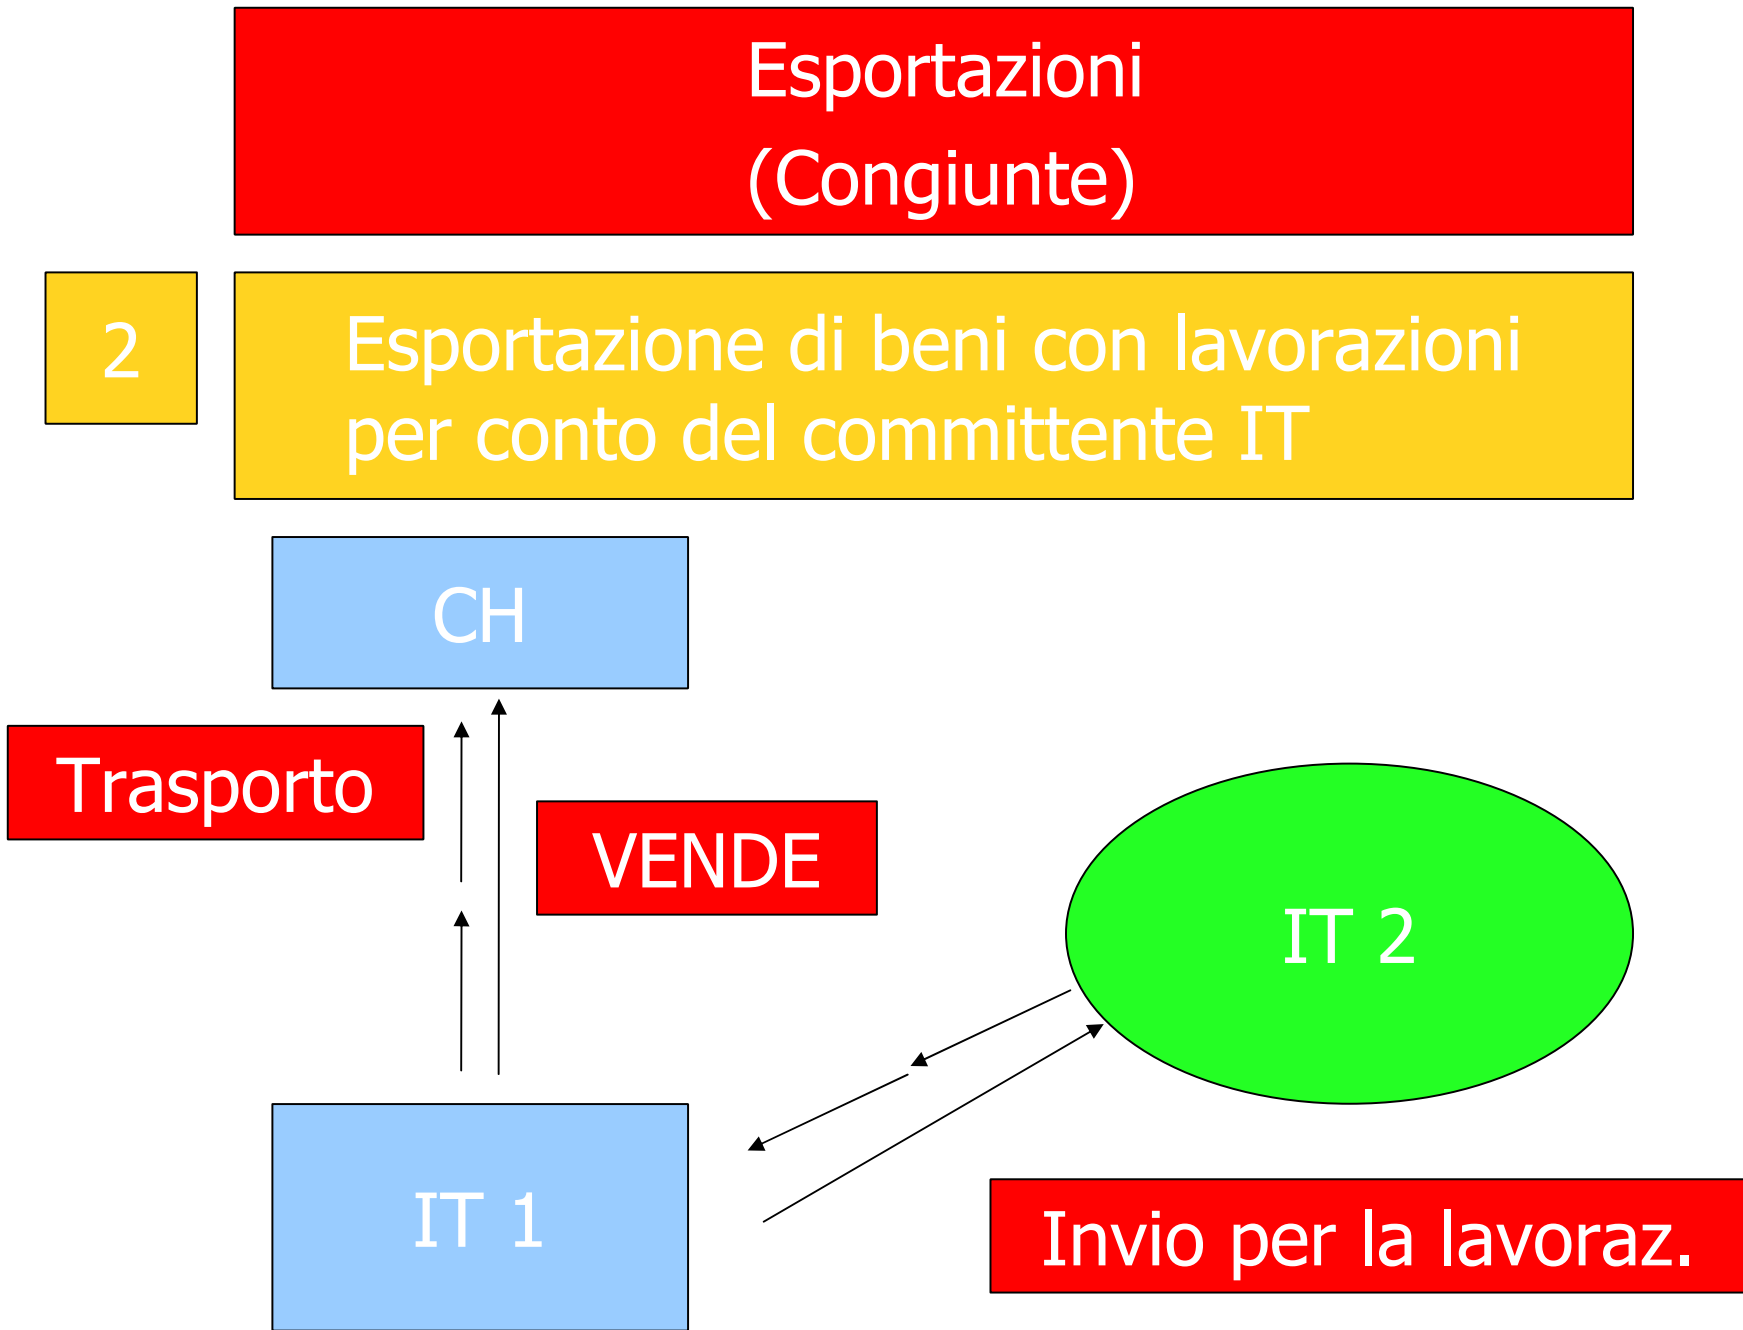 Esportazioni
(Congiunte)
2
Esportazione di beni con lavorazioni
per conto del committente IT
CH
Trasporto
VENDE
IT 2
IT 1
Invio per la lavoraz.